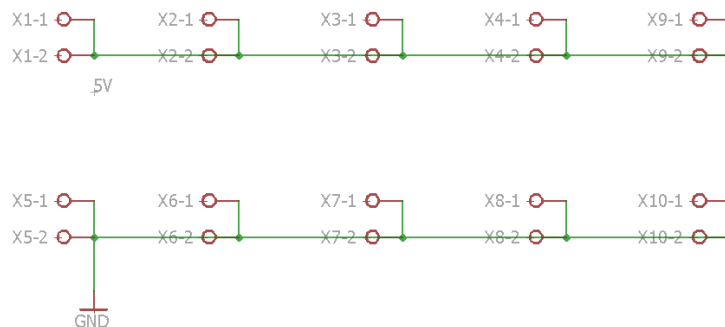 X1-1 X2-1 X3-1 X4-1 X9-1
X1-2 X2-2 X3-2 X4-2 X9-2
5V
X5-1 X6-1 X7-1 X8-1 X10-1
X5-2 X6-2 X7-2 X8-2 X10-2
GND